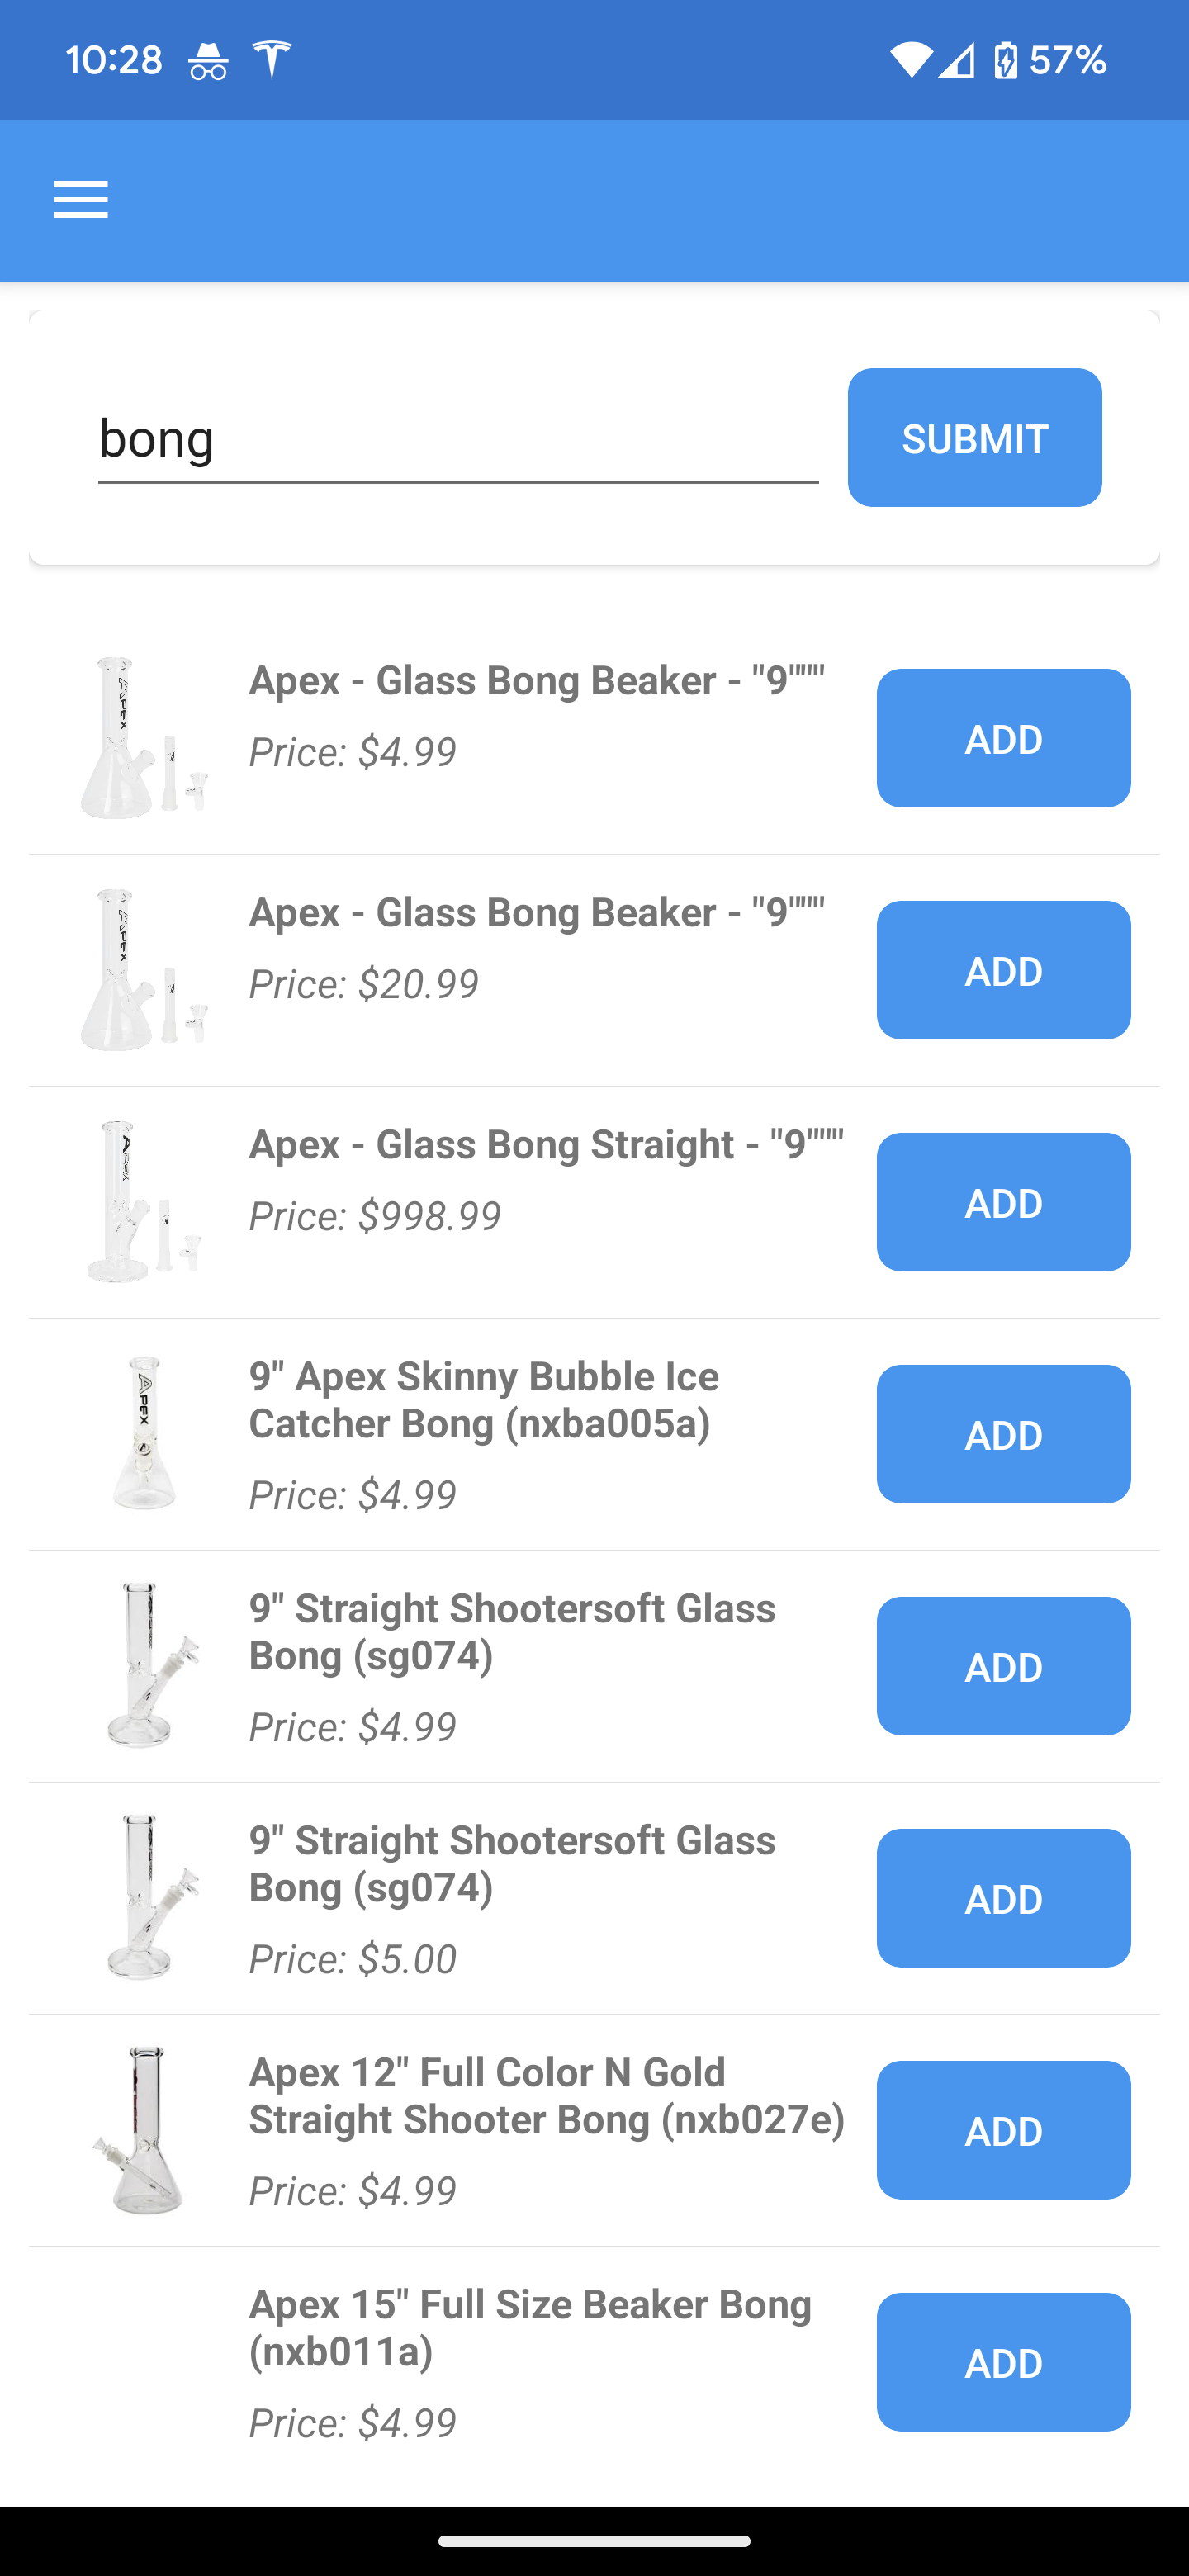 10:28
57%
bong
SUBMIT
APEX
Apex - Glass Bong Beaker - "9"""
Price: $4.99
ADD
APEX
Apex - Glass Bong Beaker - "9"""
Price: $20.99
ADD
APEX
Apex - Glass Bong Straight - "9"""
Price: $998.99
ADD
APEX
9" Apex Skinny Bubble Ice
Catcher Bong (nxba005a)
Price: $4.99
ADD
9" Straight Shootersoft Glass
Bong (sg074)
Price: $4.99
ADD
9" Straight Shootersoft Glass
Bong (sg074)
Price: $5.00
ADD
Apex 12" Full Color N Gold
Straight Shooter Bong (nxb027e)
Price: $4.99
ADD
Apex 15" Full Size Beaker Bong
(nxb011a)
Price: $4.99
ADD